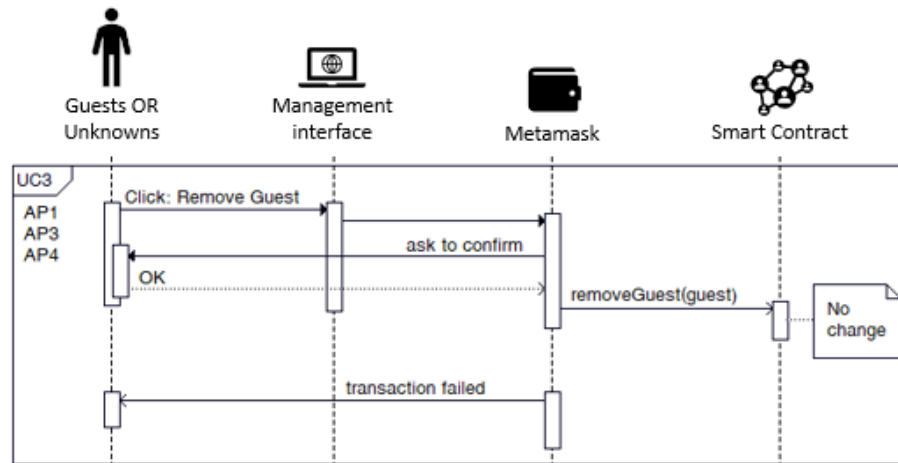 Guests OR
Unknowns
Management
interface
Metamask
Smart Contract
UC3
AP1
AP3
AP4
Click: Remove Guest
ask to confirm
OK
removeGuest(guest)
No
change
transaction failed